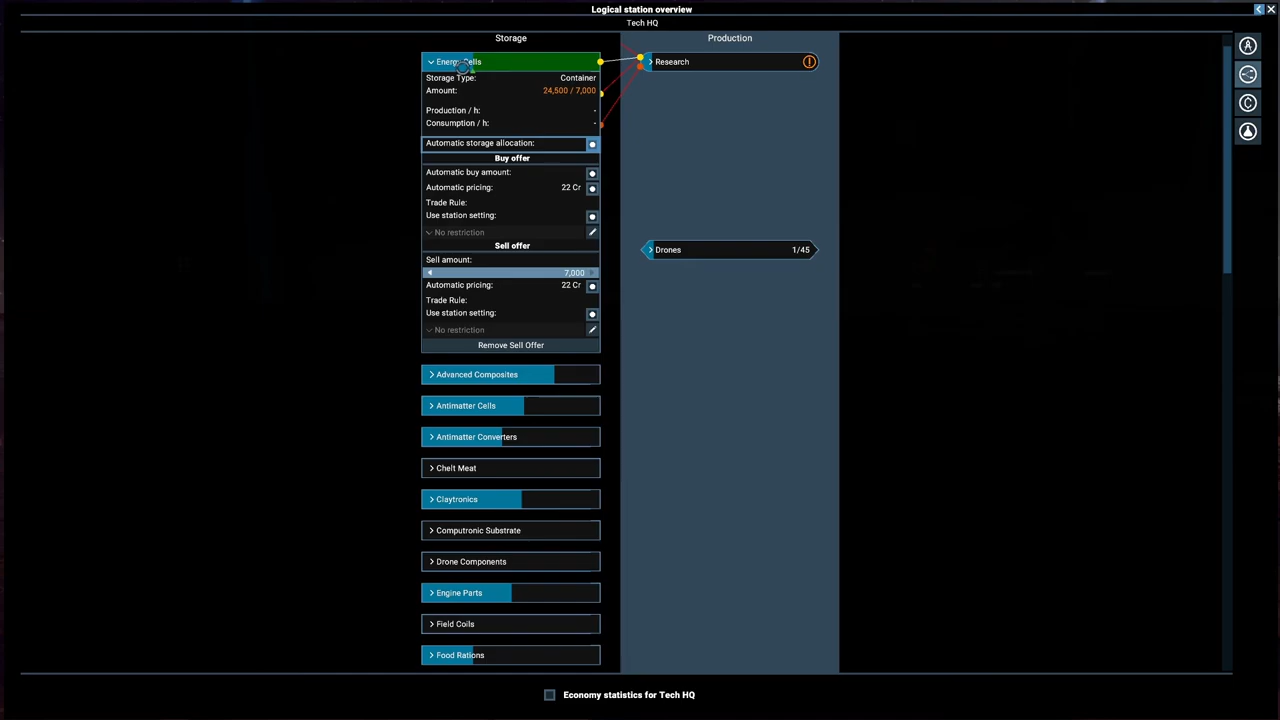 Logical station overview
Tech HQ
Storage
Production
Energy Cells
Research
Storage Type: Container
Amount: 24,500 / 7,000
Production / h: -
Consumption / h: -
Automatic storage allocation:
Buy offer
Automatic buy amount:
Automatic pricing: 22 Cr
Trade Rule:
Use station setting:
No restriction
Drones 1/45
Sell offer
Sell amount:
7,000
Automatic pricing: 22 Cr
Trade Rule:
Use station setting:
No restriction
Remove Sell Offer
Advanced Composites
Antimatter Cells
Antimatter Converters
Chelt Meat
Claytronics
Computronic Substrate
Drone Components
Engine Parts
Field Coils
Food Rations
Economy statistics for Tech HQ